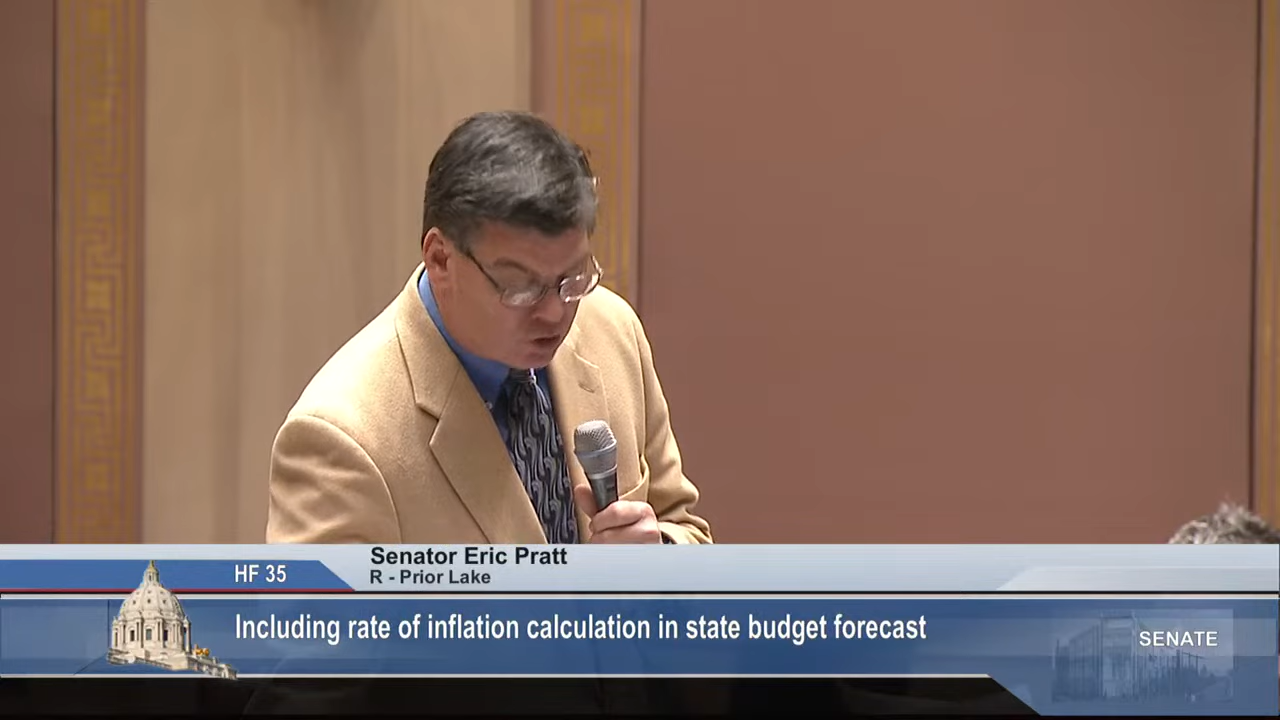 Senator Eric Pratt
HF 35
R - Prior Lake
Including rate of inflation calculation in state budget forecast
SENATE